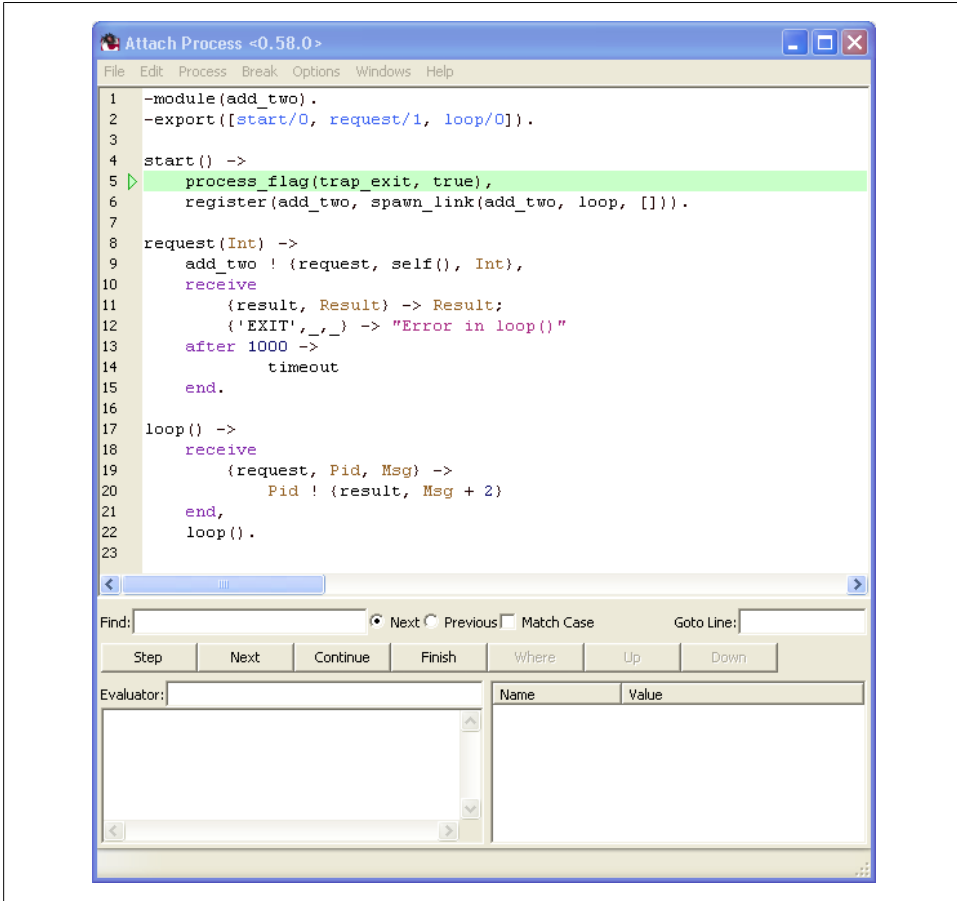 Attach Process <0.58.0>
File Edit Process Break Options Windows Help
1 -module(add_two).
2 -export([start/0, request/1, loop/0]).
3
4 start() ->
5 process_flag(trap_exit, true),
6 register(add_two, spawn_link(add_two, loop, [])).
7
8 request(Int) ->
9 add_two ! {request, self(), Int},
10 receive
11 {result, Result} -> Result;
12 {'EXIT',_,_} -> "Error in loop()"
13 after 1000 ->
14 timeout
15 end.
16
17 loop() ->
18 receive
19 {request, Pid, Msg} ->
20 Pid ! {result, Msg + 2}
21 end,
22 loop().
23
Find: Next Previous Match Case Goto Line:
Step Next Continue Finish Where Up Down
Evaluator: Name Value